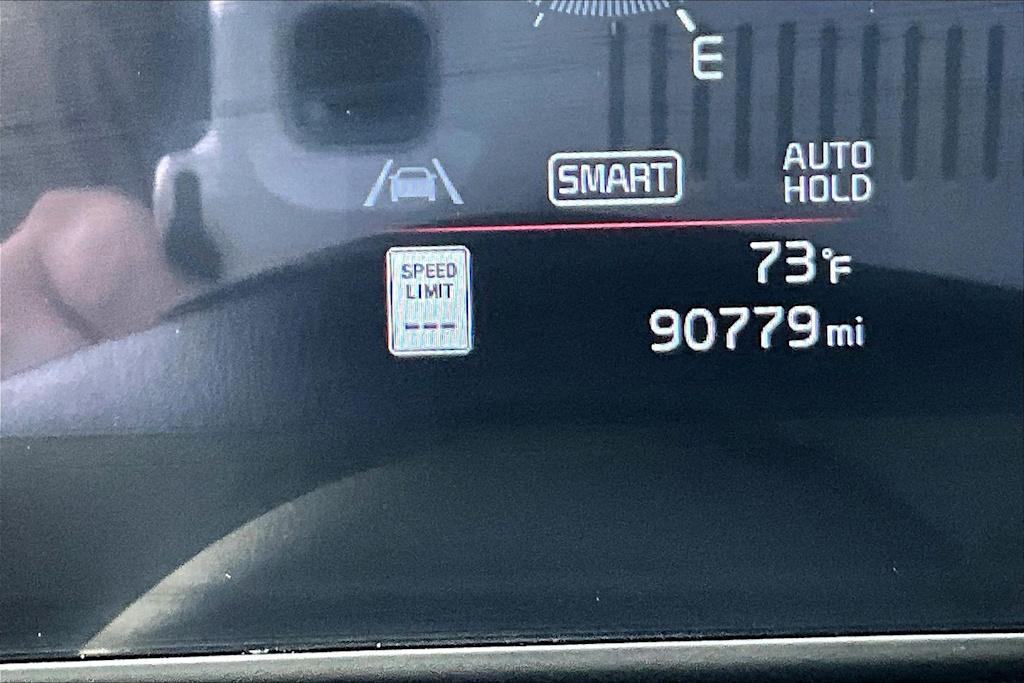 E
SMART
AUTO
HOLD
SPEED
LIMIT
---
73°F
90779 mi